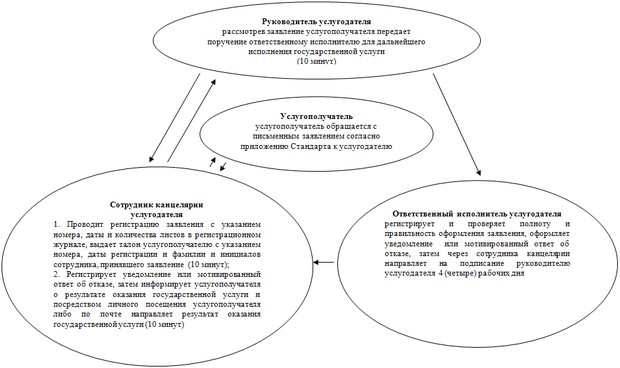 Руководитель услугодателя
рассмотрев заявление услугополучателя передает
поручение ответственному исполнителю для дальнейшего
исполнения государственной услуги
(10 минут)
Услугополучатель
услугополучатель обращается с
письменным заявлением согласно
приложению Стандарта к услугодателю
Сотрудник канцелярии
услугодателя
1. Проводит регистрацию заявления с указанием
номера, даты и количества листов в регистрационном
журнале, выдает талон услугополучателю с указанием
номера, даты регистрации и фамилии и инициалов
сотрудника, принявшего заявление (10 минут);
2. Регистрирует уведомление или мотивированный
ответ об отказе, затем информирует услугополучателя
о результате оказания государственной услуги и
посредством личного посещения услугополучателя
либо по почте направляет результат оказания
государственной услуги (10 минут)
Ответственный исполнитель услугодателя
регистрирует и проверяет полноту и
правильность оформления заявления, оформляет
уведомление или мотивированный ответ об
отказе, затем через сотрудника канцелярии
направляет на подписание руководителю
услугодателя 4 (четыре) рабочих дня